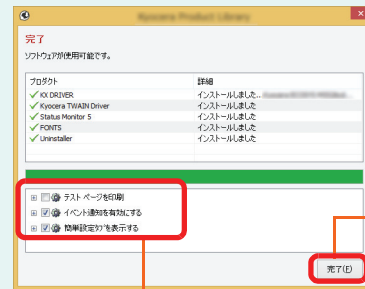 Kyocera Product Library
完了
ソフトウェアが使用可能です。
プロダクト 詳細
KX DRIVER インストールしました...
Kyocera TWAIN Driver インストールしました
Status Monitor 5 インストールしました
FONTS インストールしました
Uninstaller インストールしました
テスト ページを印刷
イベント通知を有効にする
簡単設定タブを表示する
完了(F)